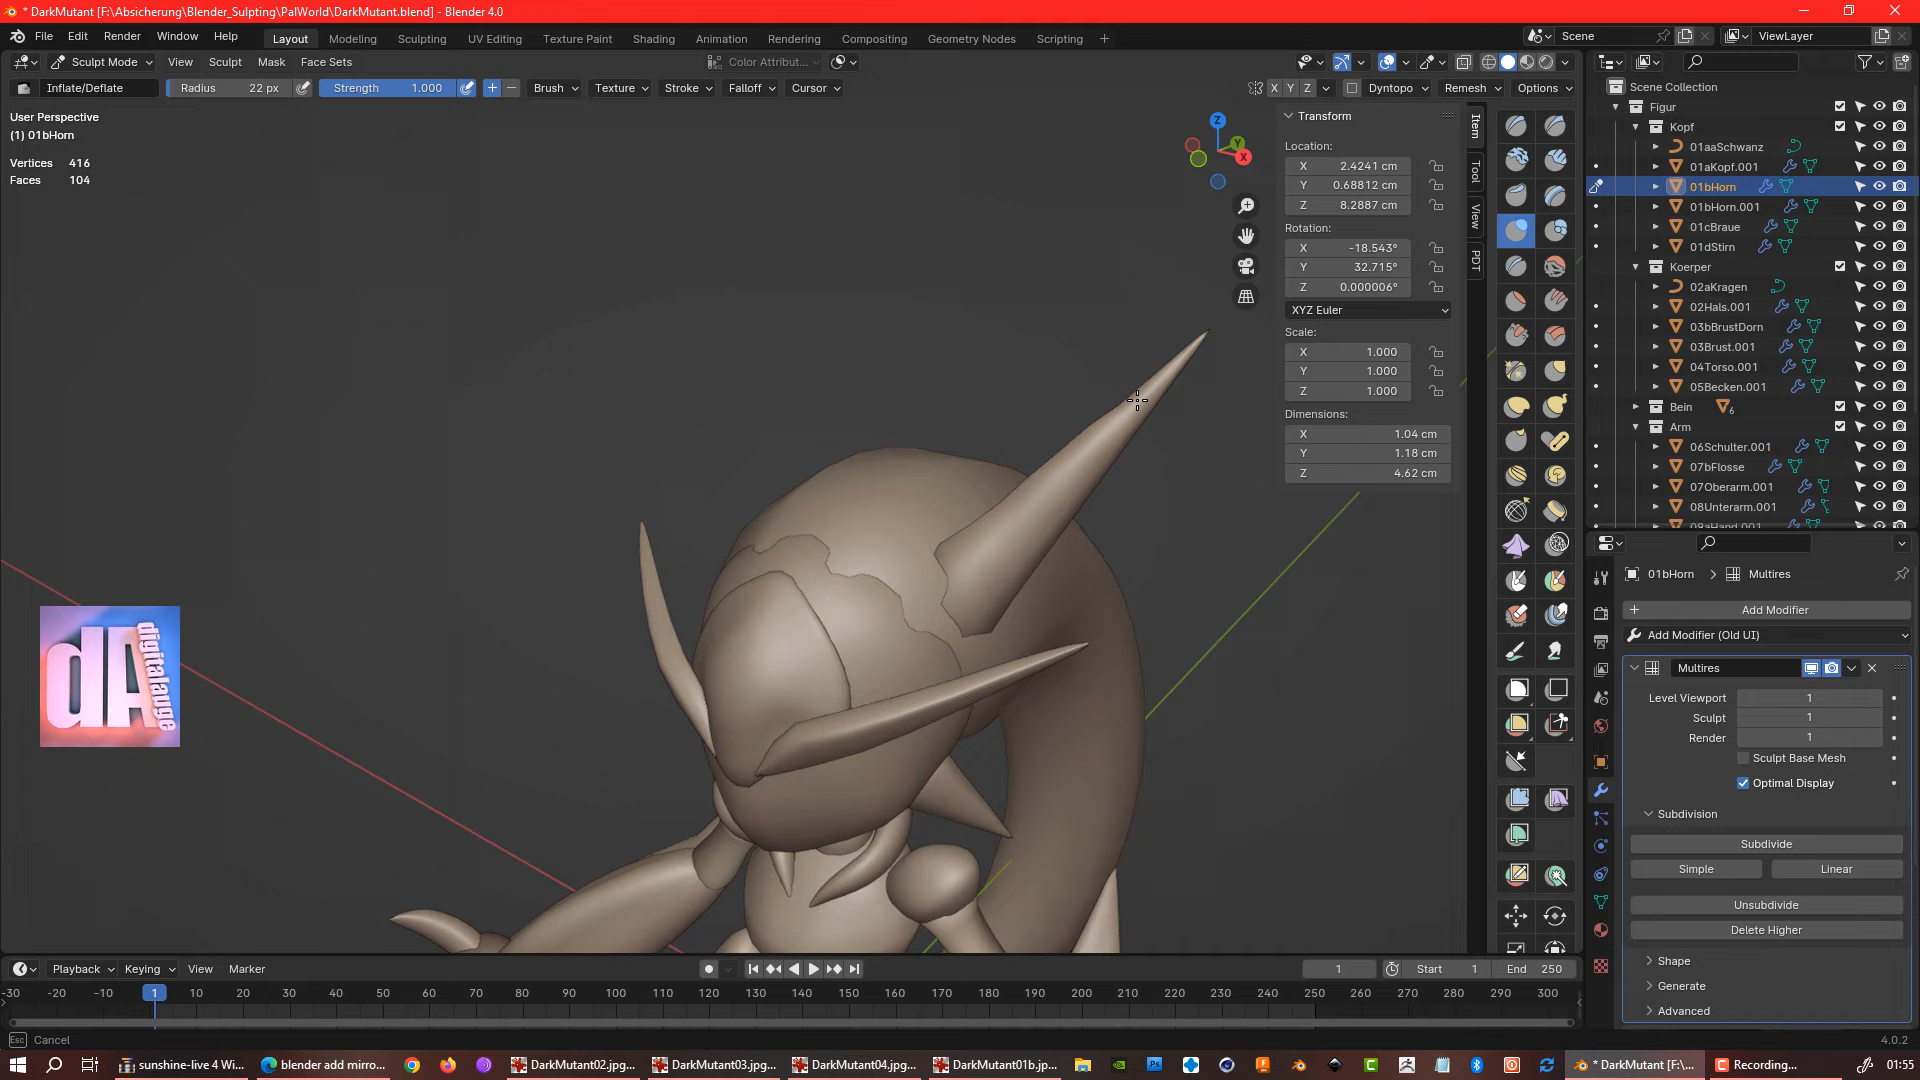 * DarkMutant [F:\Absicherung\Blender_Sulpting\PalWorld\DarkMutant.blend] - Blender 4.0
File Edit Render Window Help Layout Modeling Sculpting UV Editing Texture Paint Shading Animation Rendering Compositing Geometry Nodes Scripting + Scene ViewLayer
Sculpt Mode View Sculpt Mask Face Sets Color Attribut...
Inflate/Deflate Radius 22 px Strength 1.000 Brush Texture Stroke Falloff Cursor X Y Z Dyntopo Remesh Options
User Perspective
(1) 01bHorn
Vertices 416
Faces 104
Z
Y
X
Transform
Location:
X 2.4241 cm
Y 0.68812 cm
Z 8.2887 cm
Rotation:
X -18.543°
Y 32.715°
Z 0.000006°
XYZ Euler
Scale:
X 1.000
Y 1.000
Z 1.000
Dimensions:
X 1.04 cm
Y 1.18 cm
Z 4.62 cm
Item
Tool
View
PDT
Scene Collection
Figur
Kopf
01aaSchwanz
01aKopf.001
01bHorn
01bHorn.001
01cBraue
01dStirn
Koerper
02aKragen
02Hals.001
03bBrustDorn
03Brust.001
04Torso.001
05Becken.001
Bein 6
Arm
06Schulter.001
07bFlosse
07Oberarm.001
08Unterarm.001
09aHand.001
01bHorn > Multires
Add Modifier
Add Modifier (Old UI)
Multires
Level Viewport 1
Sculpt 1
Render 1
Sculpt Base Mesh
Optimal Display
Subdivision
Subdivide
Simple Linear
Unsubdivide
Delete Higher
Shape
Generate
Advanced
dA
digitalauge
Playback Keying View Marker 1 Start 1 End 250
-30 -20 -10 1 10 20 30 40 50 60 70 80 90 100 110 120 130 140 150 160 170 180 190 200 210 220 230 240 250 260 270 280 290 300
Esc Cancel 4.0.2
sunshine-live 4 Wi... blender add mirro... DarkMutant02.jpg... DarkMutant03.jpg... DarkMutant04.jpg... DarkMutant01b.jp... Ps * DarkMutant [F:\... Recording... 01:55